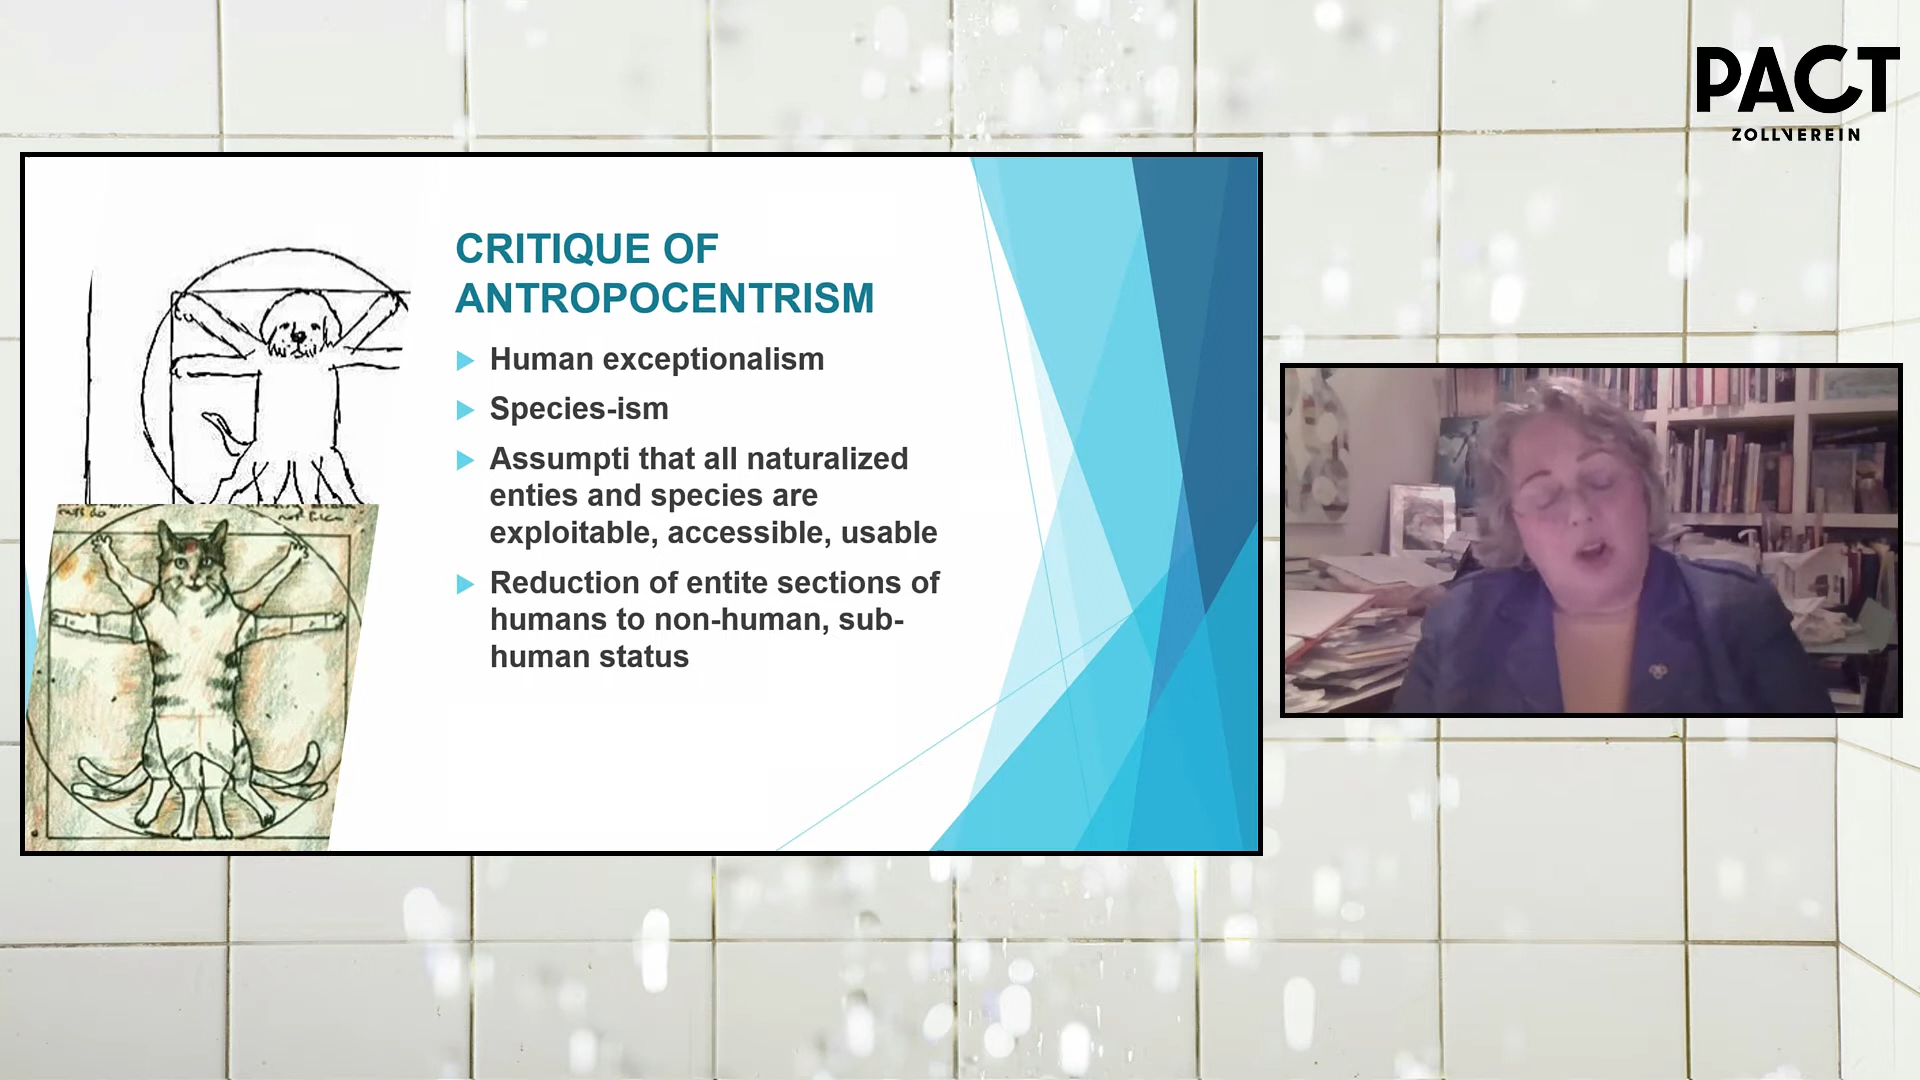 PACT
ZOLLVEREIN
CRITIQUE OF
ANTROPOCENTRISM
Human exceptionalism
Species-ism
Assumpti that all naturalized
enties and species are
exploitable, accessible, usable
Reduction of entite sections of
humans to non-human, sub-
human status